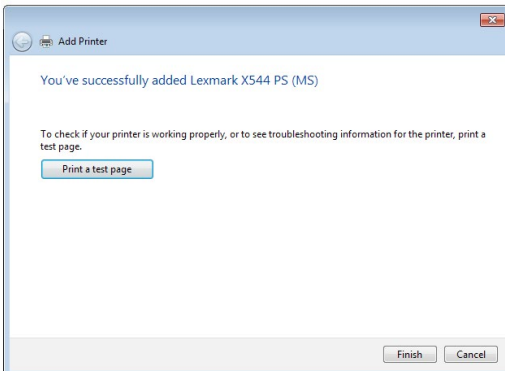 Add Printer
You've successfully added Lexmark X544 PS (MS)
To check if your printer is working properly, or to see troubleshooting information for the printer, print a
test page.
Print a test page
Finish Cancel